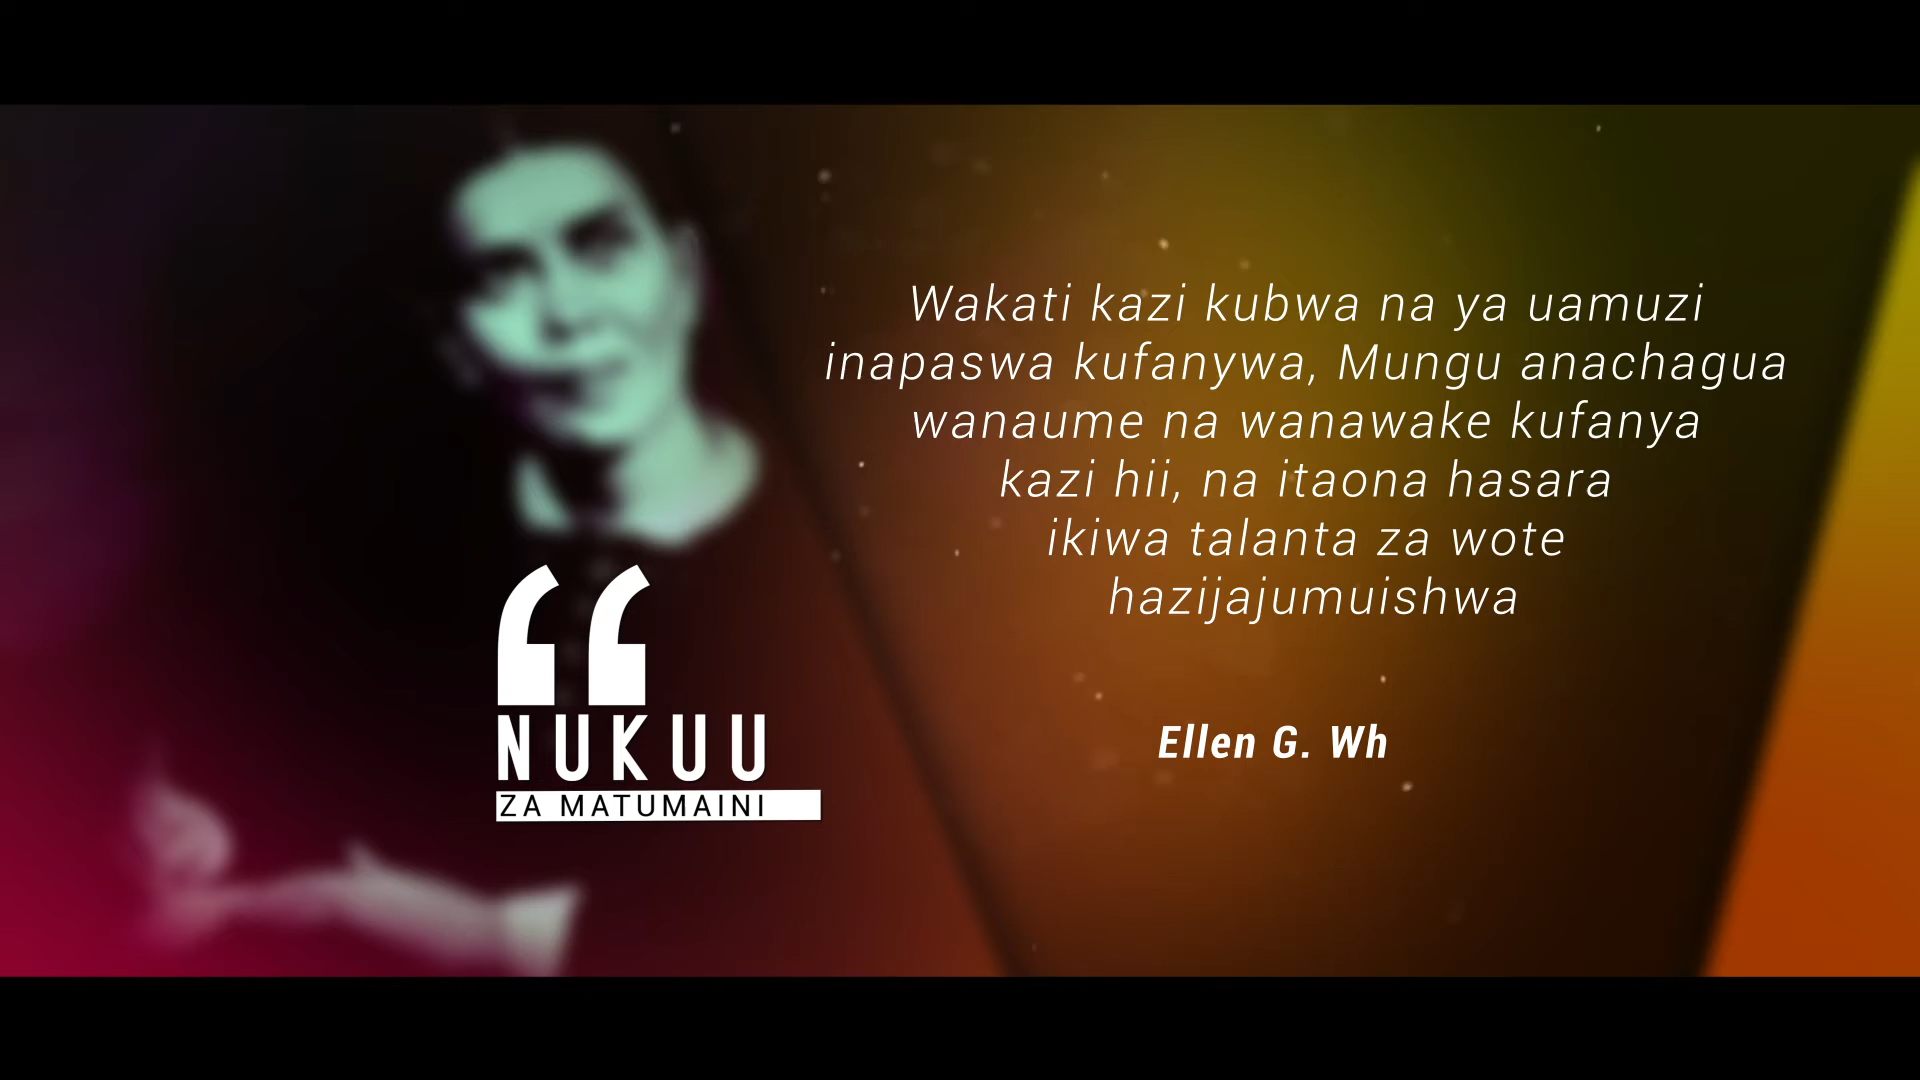 Wakati kazi kubwa na ya uamuzi
inapaswa kufanywa, Mungu anachagua
wanaume na wanawake kufanya
kazi hii, na itaona hasara
ikiwa talanta za wote
hazijajumuishwa
Ellen G. Wh
“
NUKUU
ZA MATUMAINI